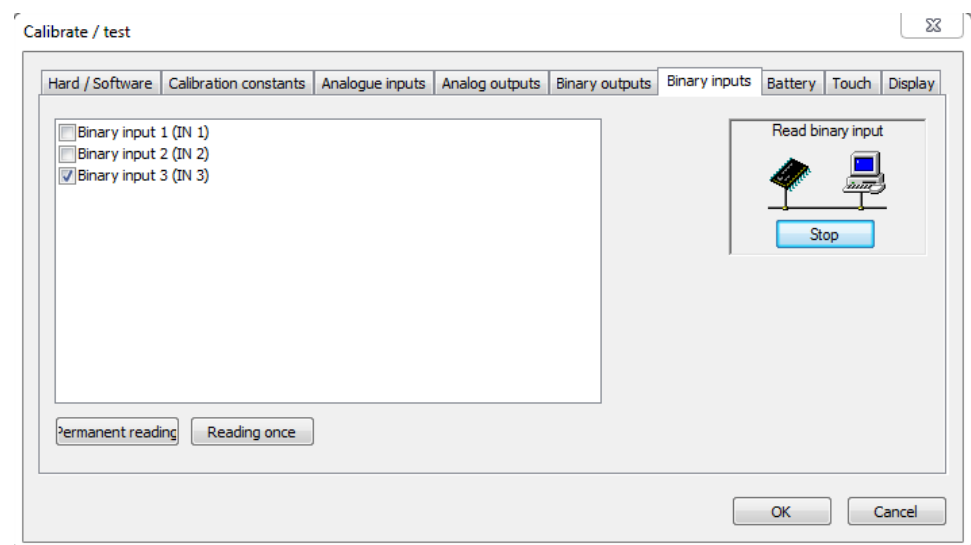 Calibrate / test
Hard / Software Calibration constants Analogue inputs Analog outputs Binary outputs Binary inputs Battery Touch Display
Binary input 1 (IN 1)
Binary input 2 (IN 2)
Binary input 3 (IN 3)
Read binary input
Stop
Permanent reading Reading once
OK Cancel